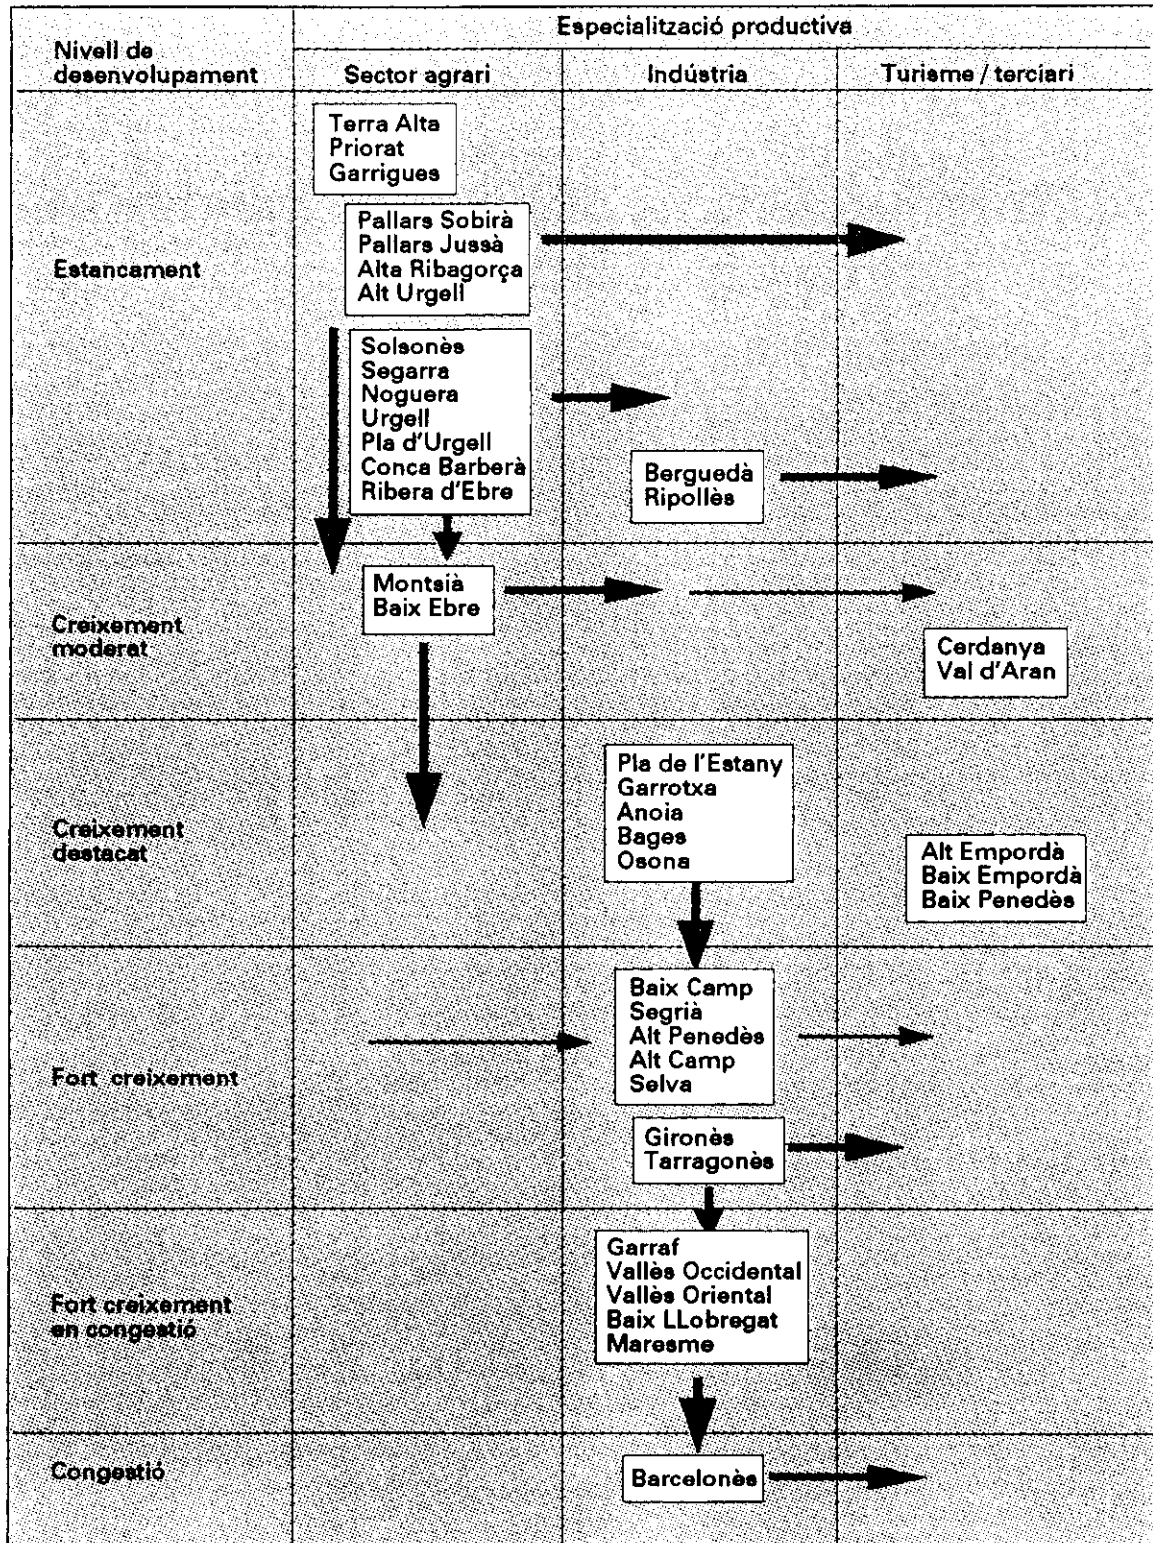 Especialització productiva
Nivell de
desenvolupament
Sector agrari
Indústria
Turisme / terciari
Terra Alta
Priorat
Garrigues
Pallars Sobirà
Pallars Jussà
Alta Ribagorça
Alt Urgell
Estancament
Solsonès
Segarra
Noguera
Urgell
Pla d'Urgell
Conca Barberà
Ribera d'Ebre
Berguedà
Ripollès
Creixement
moderat
Montsià
Baix Ebre
Cerdanya
Val d'Aran
Creixement
destacat
Pla de l'Estany
Garrotxa
Anoia
Bages
Osona
Alt Empordà
Baix Empordà
Baix Penedès
Fort creixement
Baix Camp
Segrià
Alt Penedès
Alt Camp
Selva
Gironès
Tarragonès
Fort creixement
en congestió
Garraf
Vallès Occidental
Vallès Oriental
Baix LLobregat
Maresme
Congestió
Barcelonès